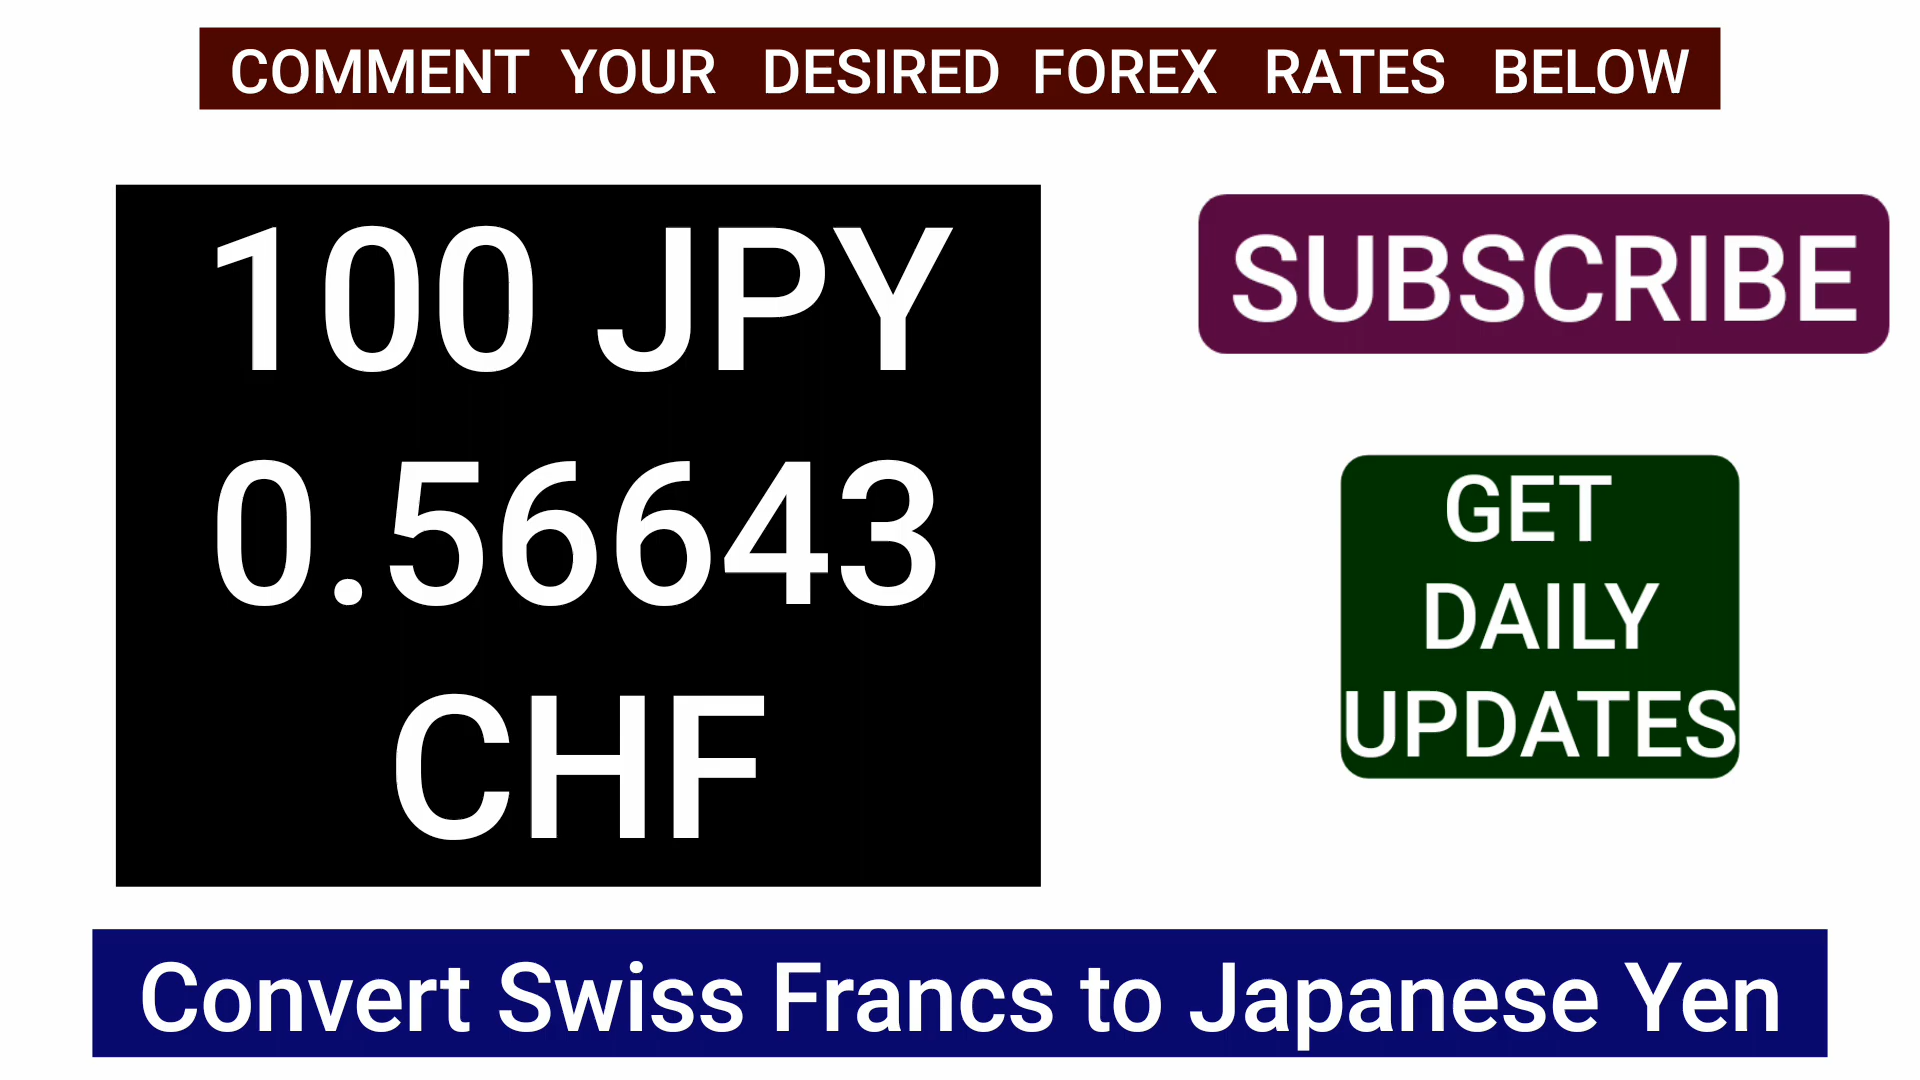 COMMENT YOUR DESIRED FOREX RATES BELOW
100 JPY
0.56643
CHF
SUBSCRIBE
GET
DAILY
UPDATES
Convert Swiss Francs to Japanese Yen